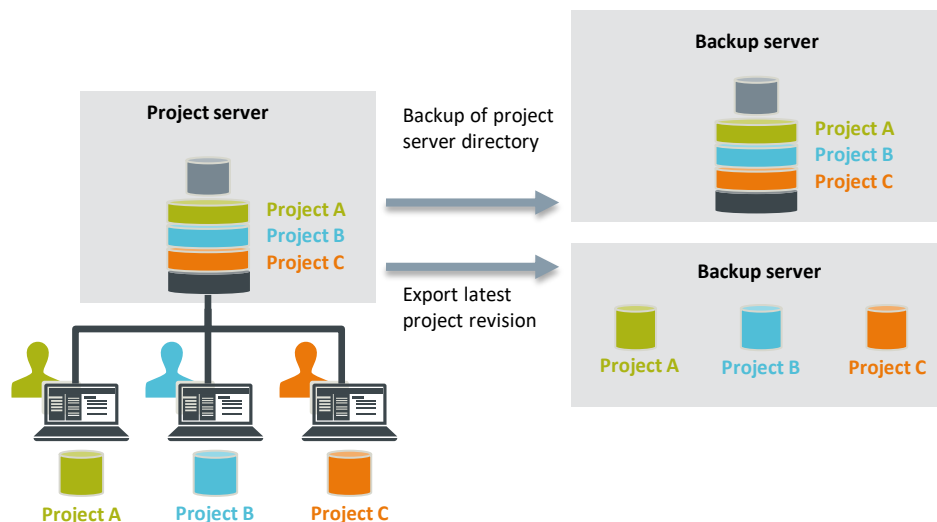 Backup server
Project A
Project B
Project C
Project server
Project A
Project B
Project C
Backup of project
server directory
Export latest
project revision
Backup server
Project A
Project B
Project C
Project A
Project B
Project C